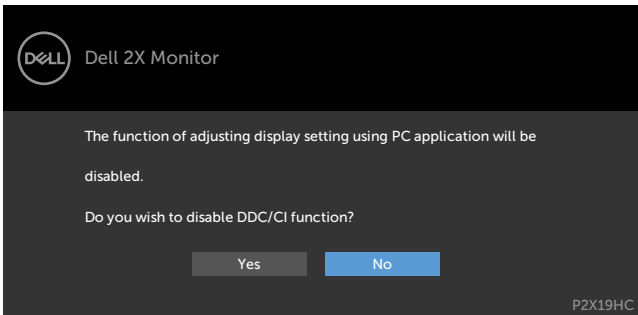 DELL Dell 2X Monitor
The function of adjusting display setting using PC application will be
disabled.
Do you wish to disable DDC/CI function?
Yes No
P2X19HC